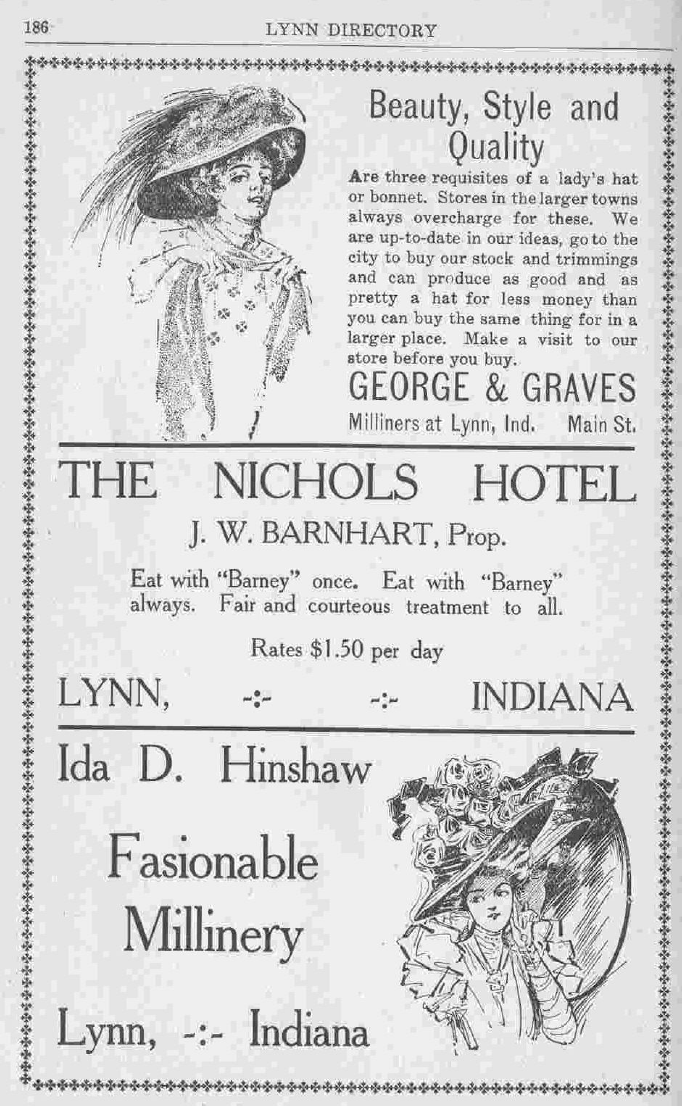 186
LYNN DIRECTORY
Beauty, Style and
Quality
Are three requisites of a lady's hat
or bonnet. Stores in the larger towns
always overcharge for these. We
are up-to-date in our ideas, go to the
city to buy our stock and trimmings
and can produce as good and as
pretty a hat for less money than
you can buy the same thing for in a
larger place. Make a visit to our
store before you buy.
GEORGE & GRAVES
Milliners at Lynn, Ind. Main St.
THE NICHOLS HOTEL
J. W. BARNHART, Prop.
Eat with "Barney" once. Eat with "Barney"
always. Fair and courteous treatment to all.
Rates $1.50 per day
LYNN, -:- -:- INDIANA
Ida D. Hinshaw
Fasionable
Millinery
Lynn, -:- Indiana